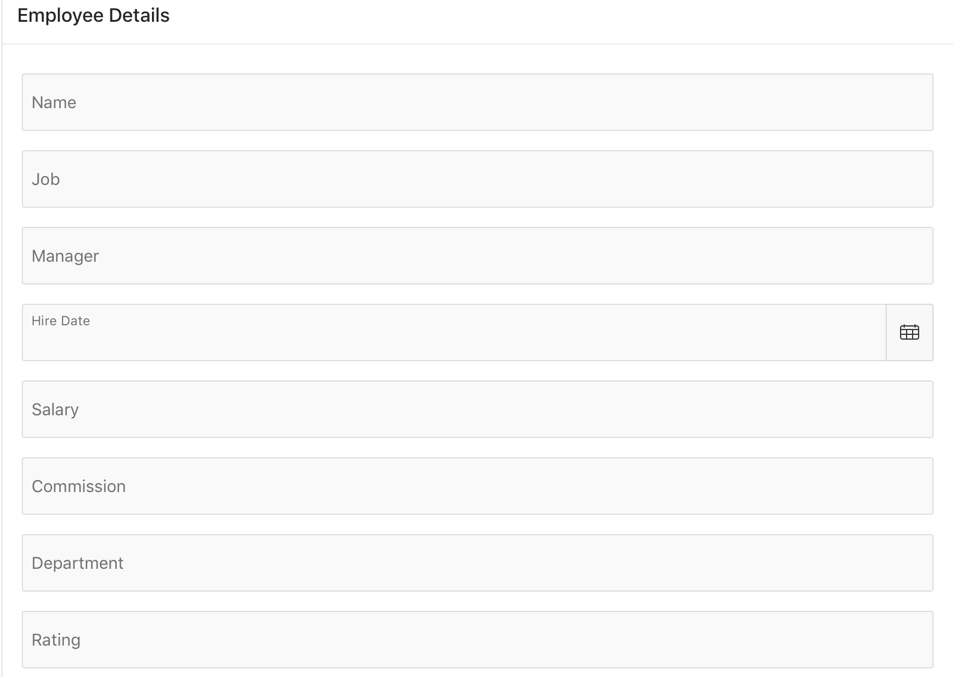 Employee Details
Name
Job
Manager
Hire Date
Salary
Commission
Department
Rating